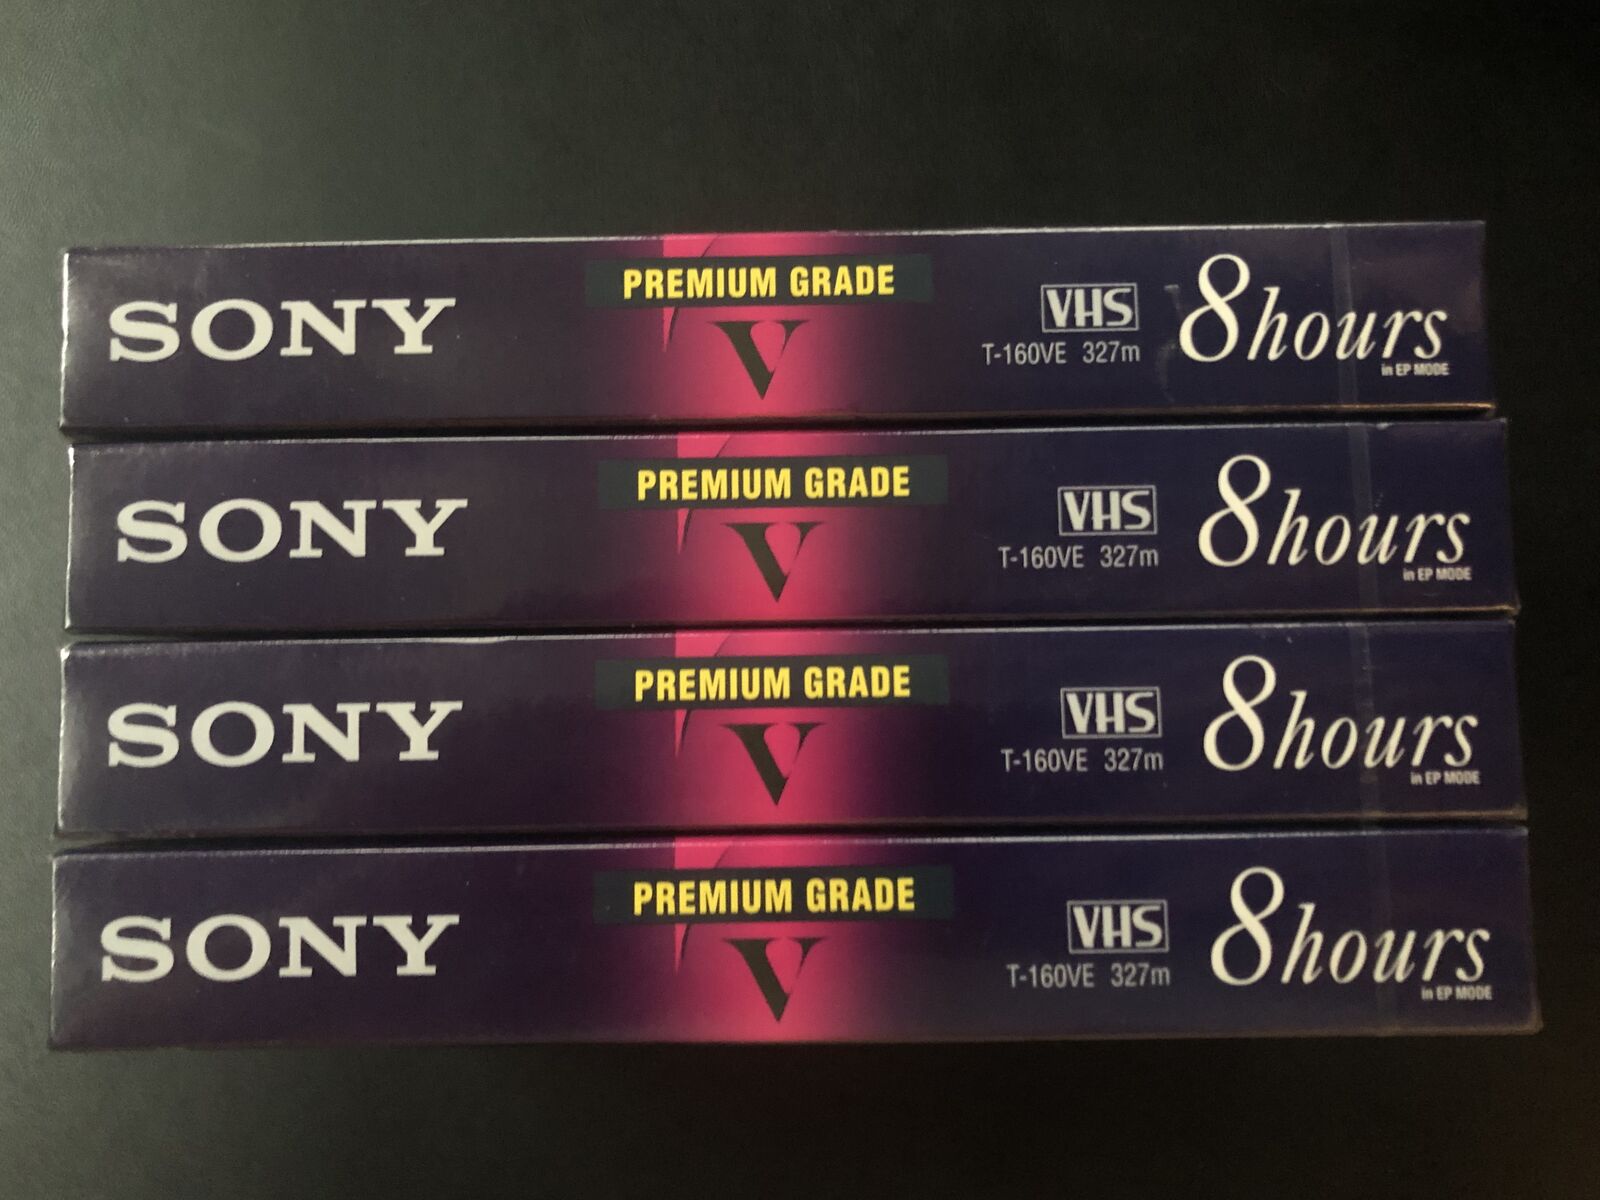 SONY
PREMIUM GRADE
V
VHS
T-160VE 327m
8hours
in EP MODE
SONY
PREMIUM GRADE
V
VHS
T-160VE 327m
8hours
in EP MODE
SONY
PREMIUM GRADE
V
VHS
T-160VE 327m
8hours
in EP MODE
SONY
PREMIUM GRADE
V
VHS
T-160VE 327m
8hours
in EP MODE